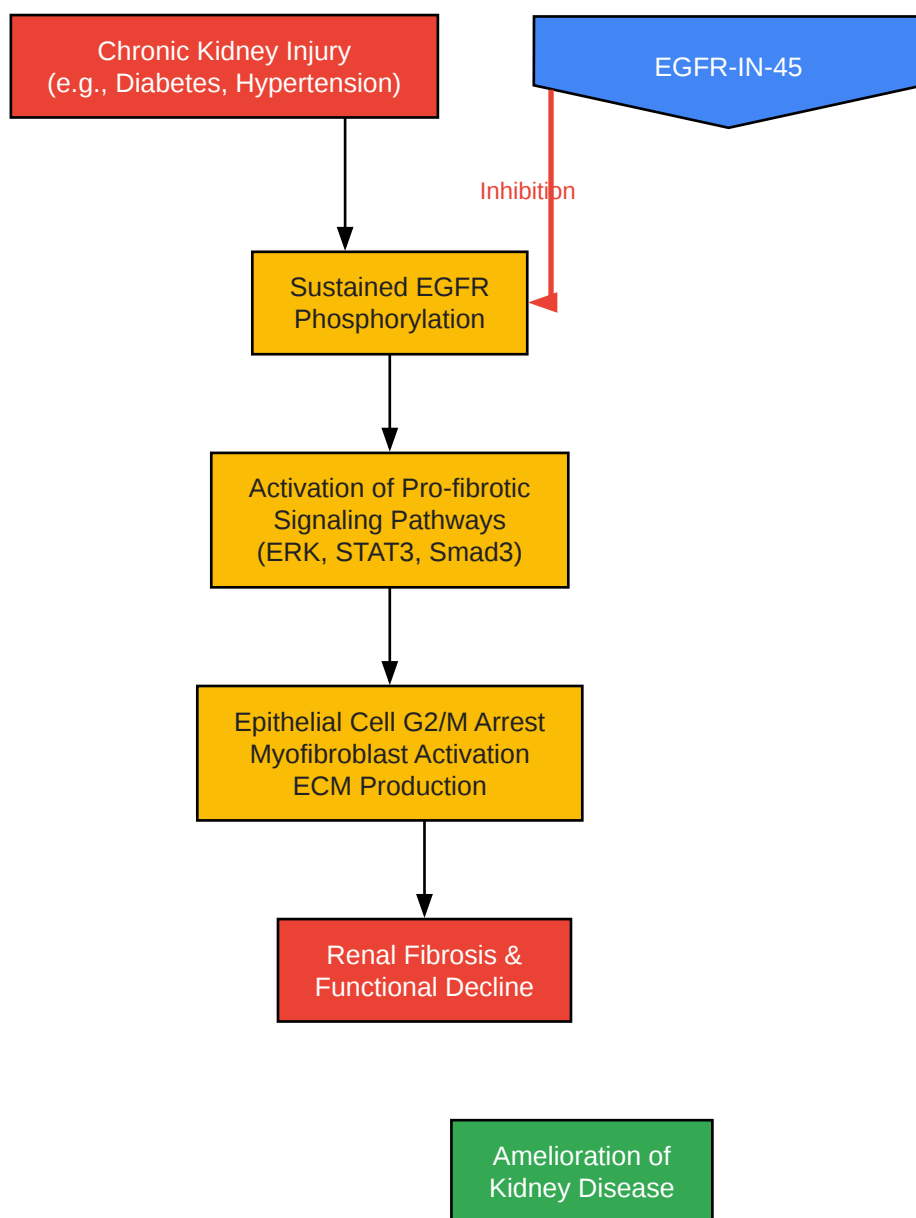 Chronic Kidney Injury
(e.g., Diabetes, Hypertension)
EGFR-IN-45
Inhibition
Sustained EGFR
Phosphorylation
Activation of Pro-fibrotic
Signaling Pathways
(ERK, STAT3, Smad3)
Epithelial Cell G2/M Arrest
Myofibroblast Activation
ECM Production
Renal Fibrosis &
Functional Decline
Amelioration of
Kidney Disease